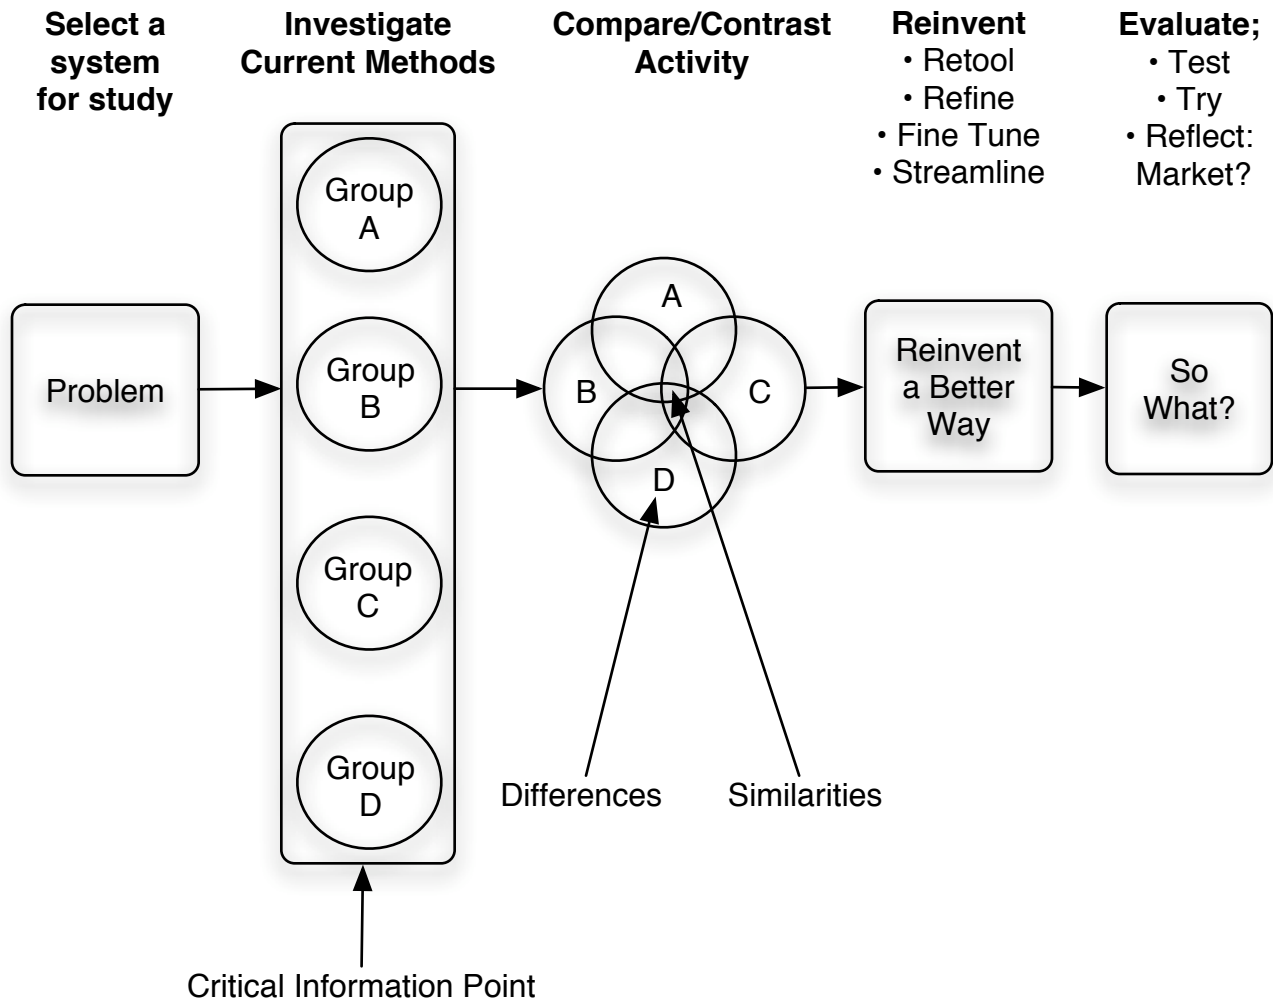 Select a
system
for study
Investigate
Current Methods
Compare/Contrast
Activity
Reinvent
• Retool
• Refine
• Fine Tune
• Streamline
Evaluate;
• Test
• Try
• Reflect:
Market?
Problem
Group
A
Group
B
Group
C
Group
D
A
B
C
D
Reinvent
a Better
Way
So
What?
Differences
Similarities
Critical Information Point